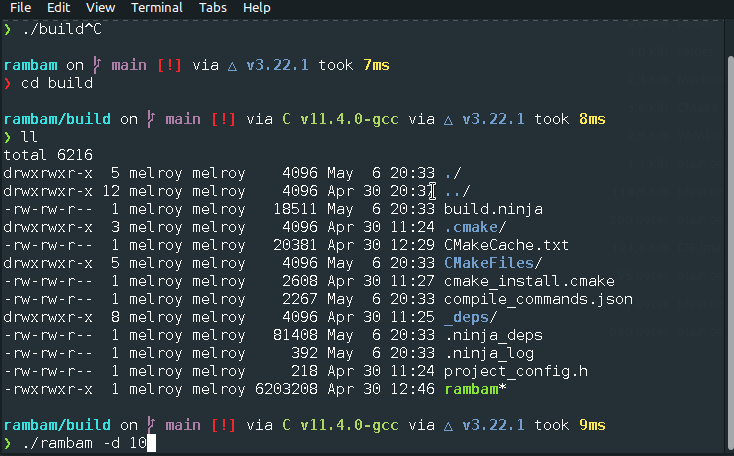 File Edit View Terminal Tabs Help
❯ ./build^C
rambam on main [!] via △ v3.22.1 took 7ms
❯ cd build
rambam/build on main [!] via C v11.4.0-gcc via △ v3.22.1 took 8ms
❯ ll
total 6216
drwxrwxr-x 5 melroy melroy 4096 May 6 20:33 ./
drwxrwxr-x 12 melroy melroy 4096 Apr 30 20:37 ../
-rw-rw-r-- 1 melroy melroy 18511 May 6 20:33 build.ninja
drwxrwxr-x 3 melroy melroy 4096 Apr 30 11:24 .cmake/
-rw-rw-r-- 1 melroy melroy 20381 Apr 30 12:29 CMakeCache.txt
drwxrwxr-x 5 melroy melroy 4096 May 6 20:33 CMakeFiles/
-rw-rw-r-- 1 melroy melroy 2608 Apr 30 11:27 cmake_install.cmake
-rw-rw-r-- 1 melroy melroy 2267 May 6 20:33 compile_commands.json
drwxrwxr-x 8 melroy melroy 4096 Apr 30 11:25 _deps/
-rw-rw-r-- 1 melroy melroy 81408 May 6 20:33 .ninja_deps
-rw-rw-r-- 1 melroy melroy 392 May 6 20:33 .ninja_log
-rw-rw-r-- 1 melroy melroy 218 Apr 30 11:24 project_config.h
-rwxrwxr-x 1 melroy melroy 6203208 Apr 30 12:46 rambam*
rambam/build on main [!] via C v11.4.0-gcc via △ v3.22.1 took 9ms
❯ ./rambam -d 10